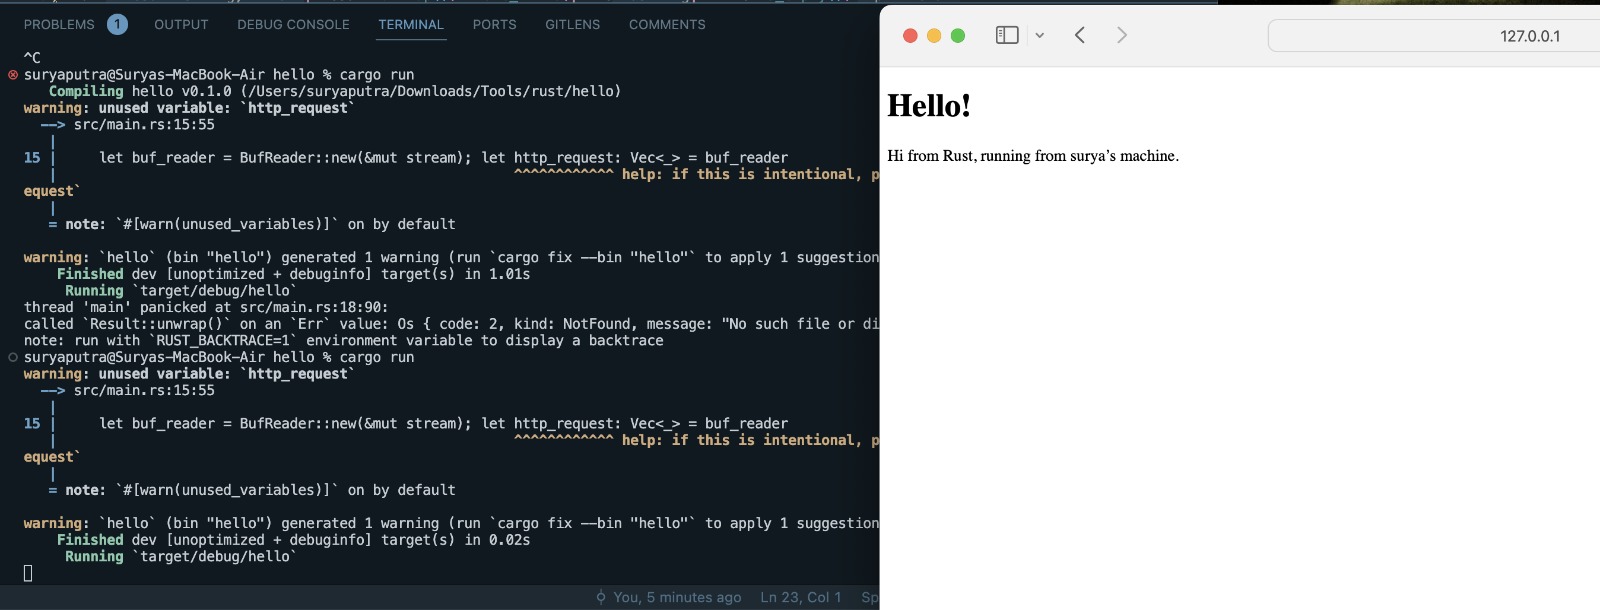 PROBLEMS 1 OUTPUT DEBUG CONSOLE TERMINAL PORTS GITLENS COMMENTS
^C
suryaputra@Suryas-MacBook-Air hello % cargo run
Compiling hello v0.1.0 (/Users/suryaputra/Downloads/Tools/rust/hello)
warning: unused variable: `http_request`
--> src/main.rs:15:55
|
15 | let buf_reader = BufReader::new(&mut stream); let http_request: Vec<_> = buf_reader
| ^^^^^^^^^^^^ help: if this is intentional, p
equest`
|
= note: `#[warn(unused_variables)]` on by default
warning: `hello` (bin "hello") generated 1 warning (run `cargo fix --bin "hello"` to apply 1 suggestion
Finished dev [unoptimized + debuginfo] target(s) in 1.01s
Running `target/debug/hello`
thread 'main' panicked at src/main.rs:18:90:
called `Result::unwrap()` on an `Err` value: Os { code: 2, kind: NotFound, message: "No such file or di
note: run with `RUST_BACKTRACE=1` environment variable to display a backtrace
suryaputra@Suryas-MacBook-Air hello % cargo run
warning: unused variable: `http_request`
--> src/main.rs:15:55
|
15 | let buf_reader = BufReader::new(&mut stream); let http_request: Vec<_> = buf_reader
| ^^^^^^^^^^^^ help: if this is intentional, p
equest`
|
= note: `#[warn(unused_variables)]` on by default
warning: `hello` (bin "hello") generated 1 warning (run `cargo fix --bin "hello"` to apply 1 suggestion
Finished dev [unoptimized + debuginfo] target(s) in 0.02s
Running `target/debug/hello`
You, 5 minutes ago Ln 23, Col 1 Sp
127.0.0.1
Hello!
Hi from Rust, running from surya's machine.